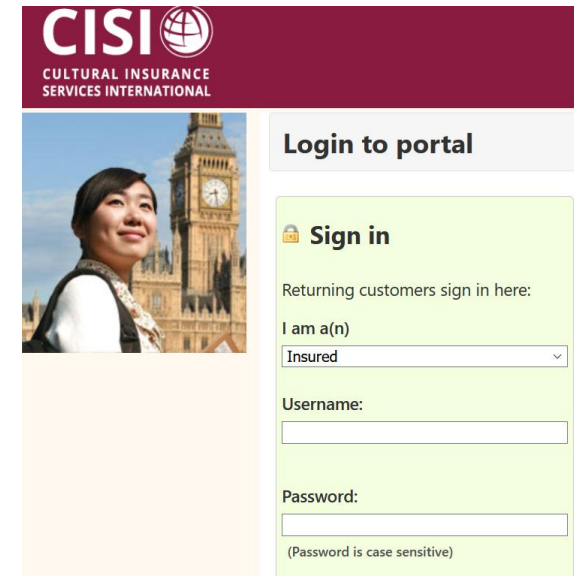 CISI
CULTURAL INSURANCE
SERVICES INTERNATIONAL
Login to portal
Sign in
Returning customers sign in here:
I am a(n)
Insured
Username:
Password:
(Password is case sensitive)